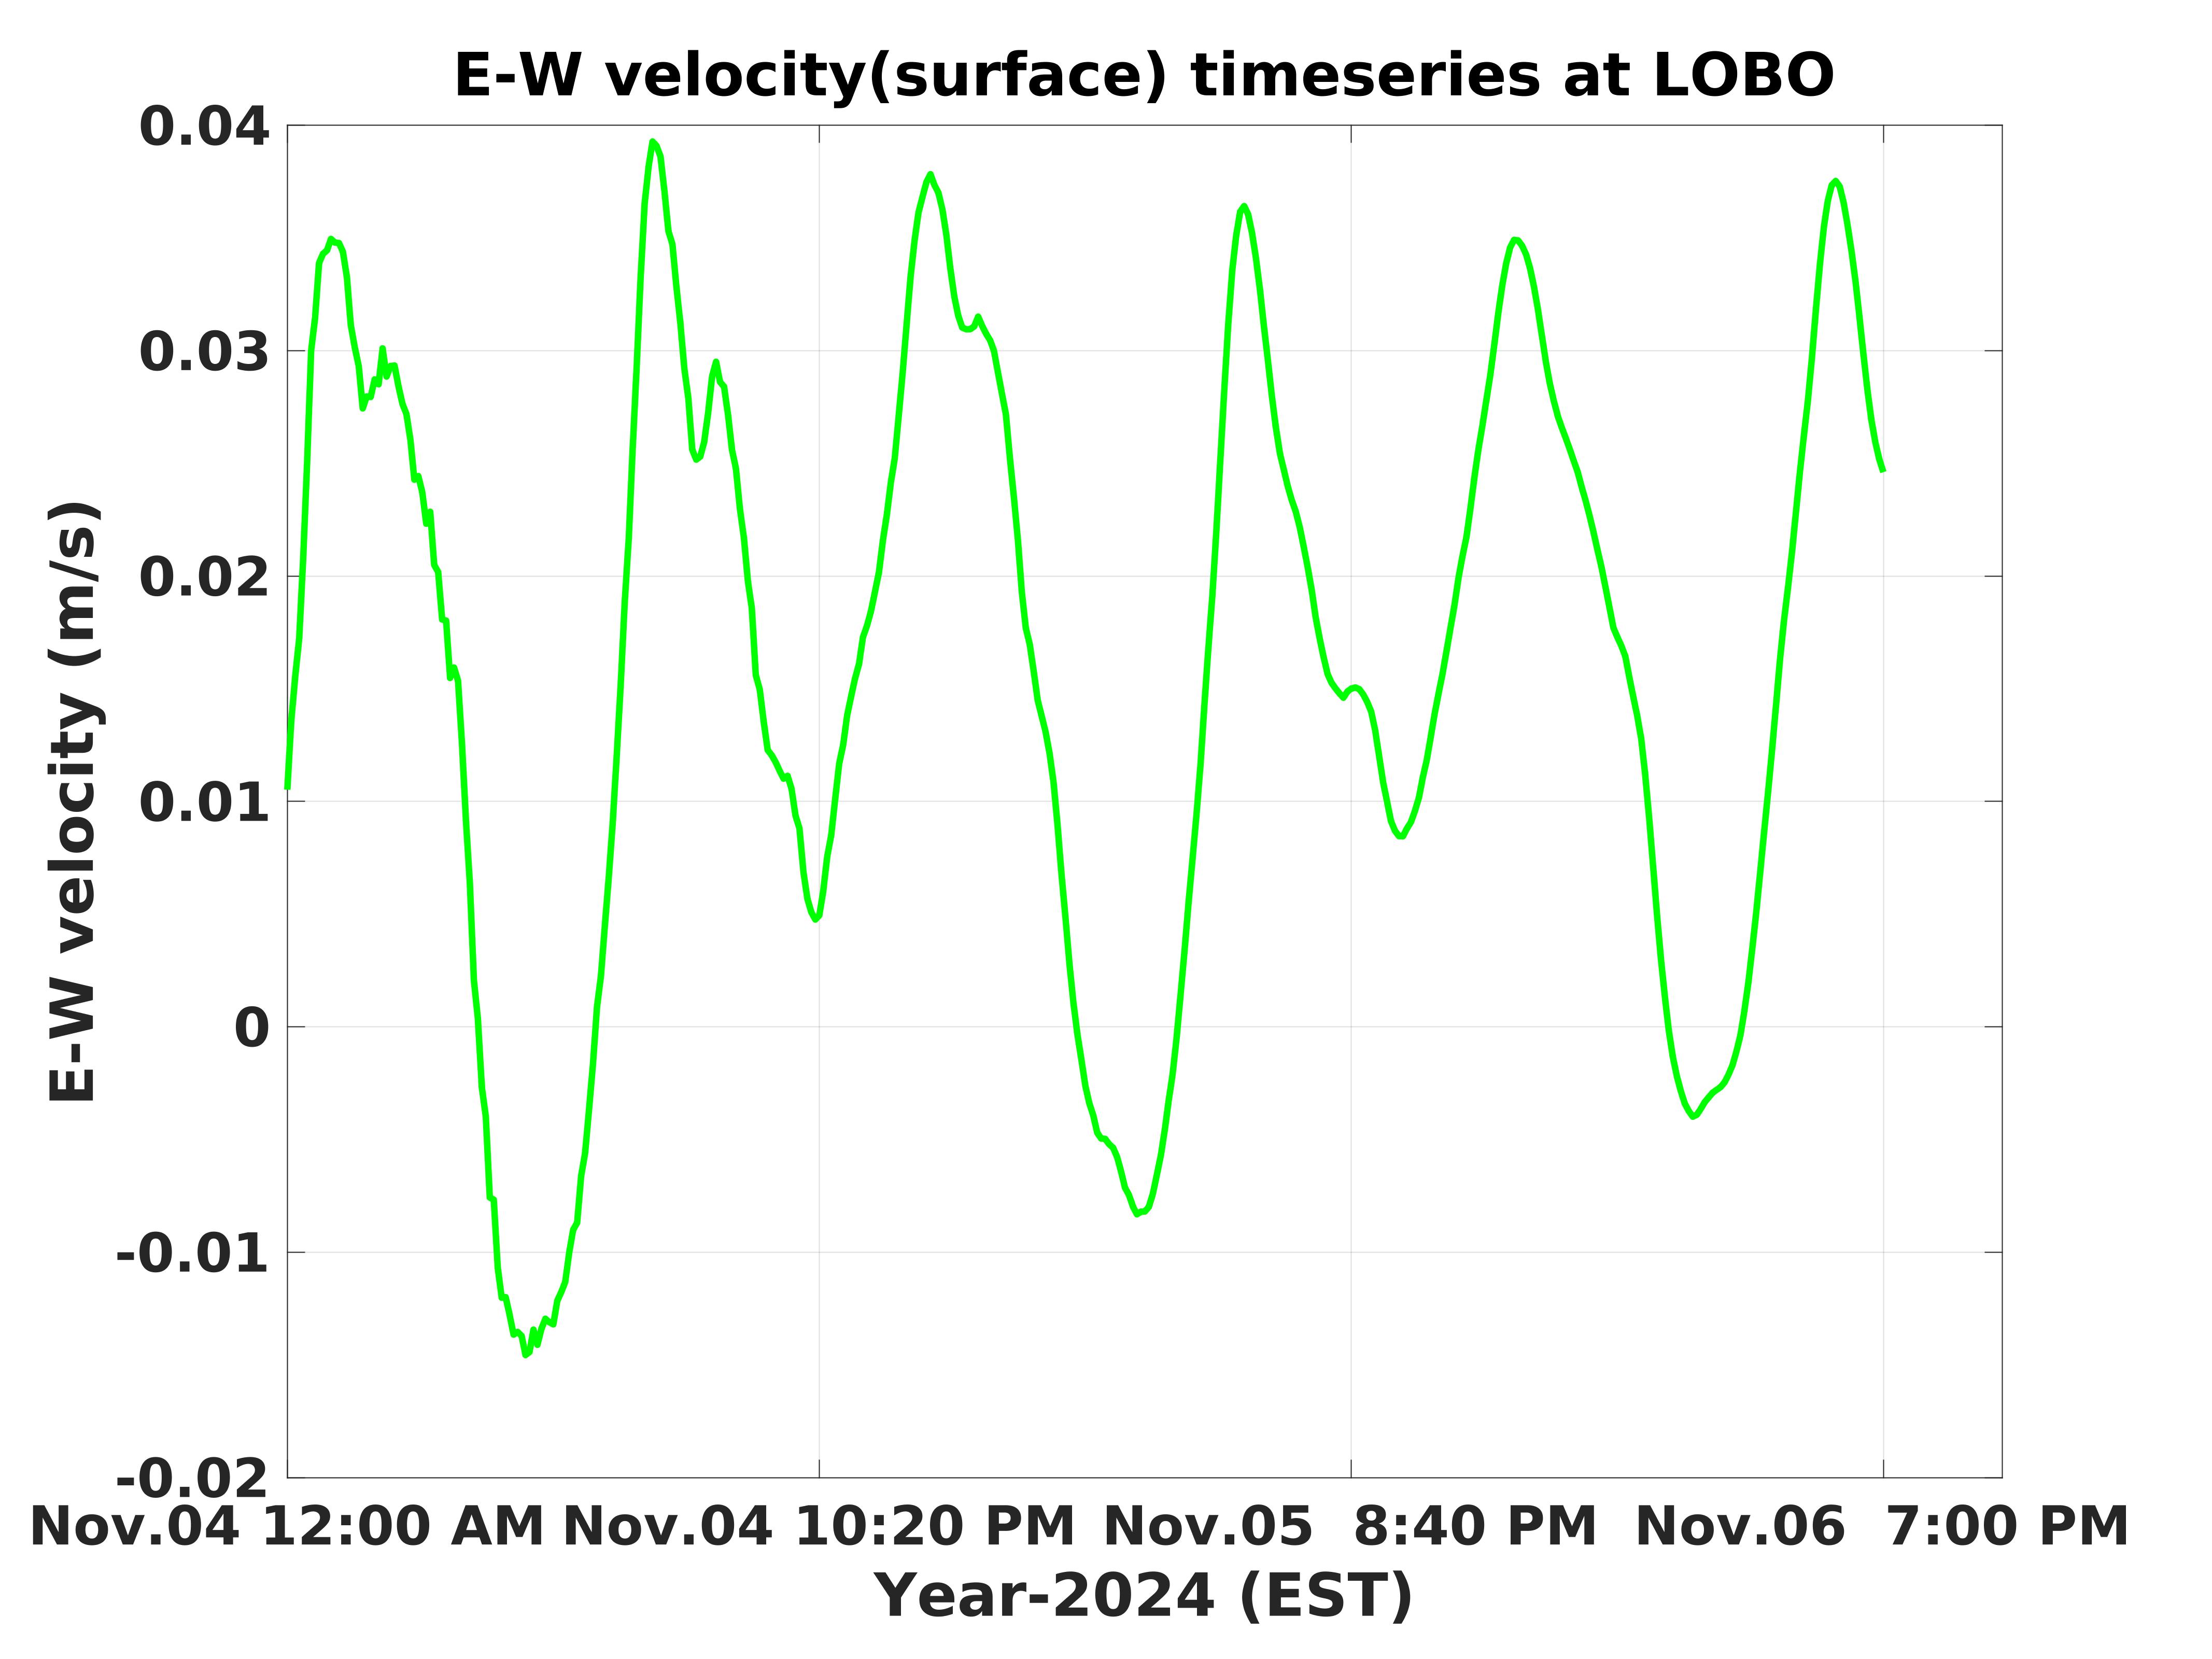 E-W velocity(surface) timeseries at LOBO
E-W velocity (m/s)
0.04
0.03
0.02
0.01
0
-0.01
-0.02
Nov.04 12:00 AM Nov.04 10:20 PM Nov.05 8:40 PM Nov.06 7:00 PM
Year-2024 (EST)